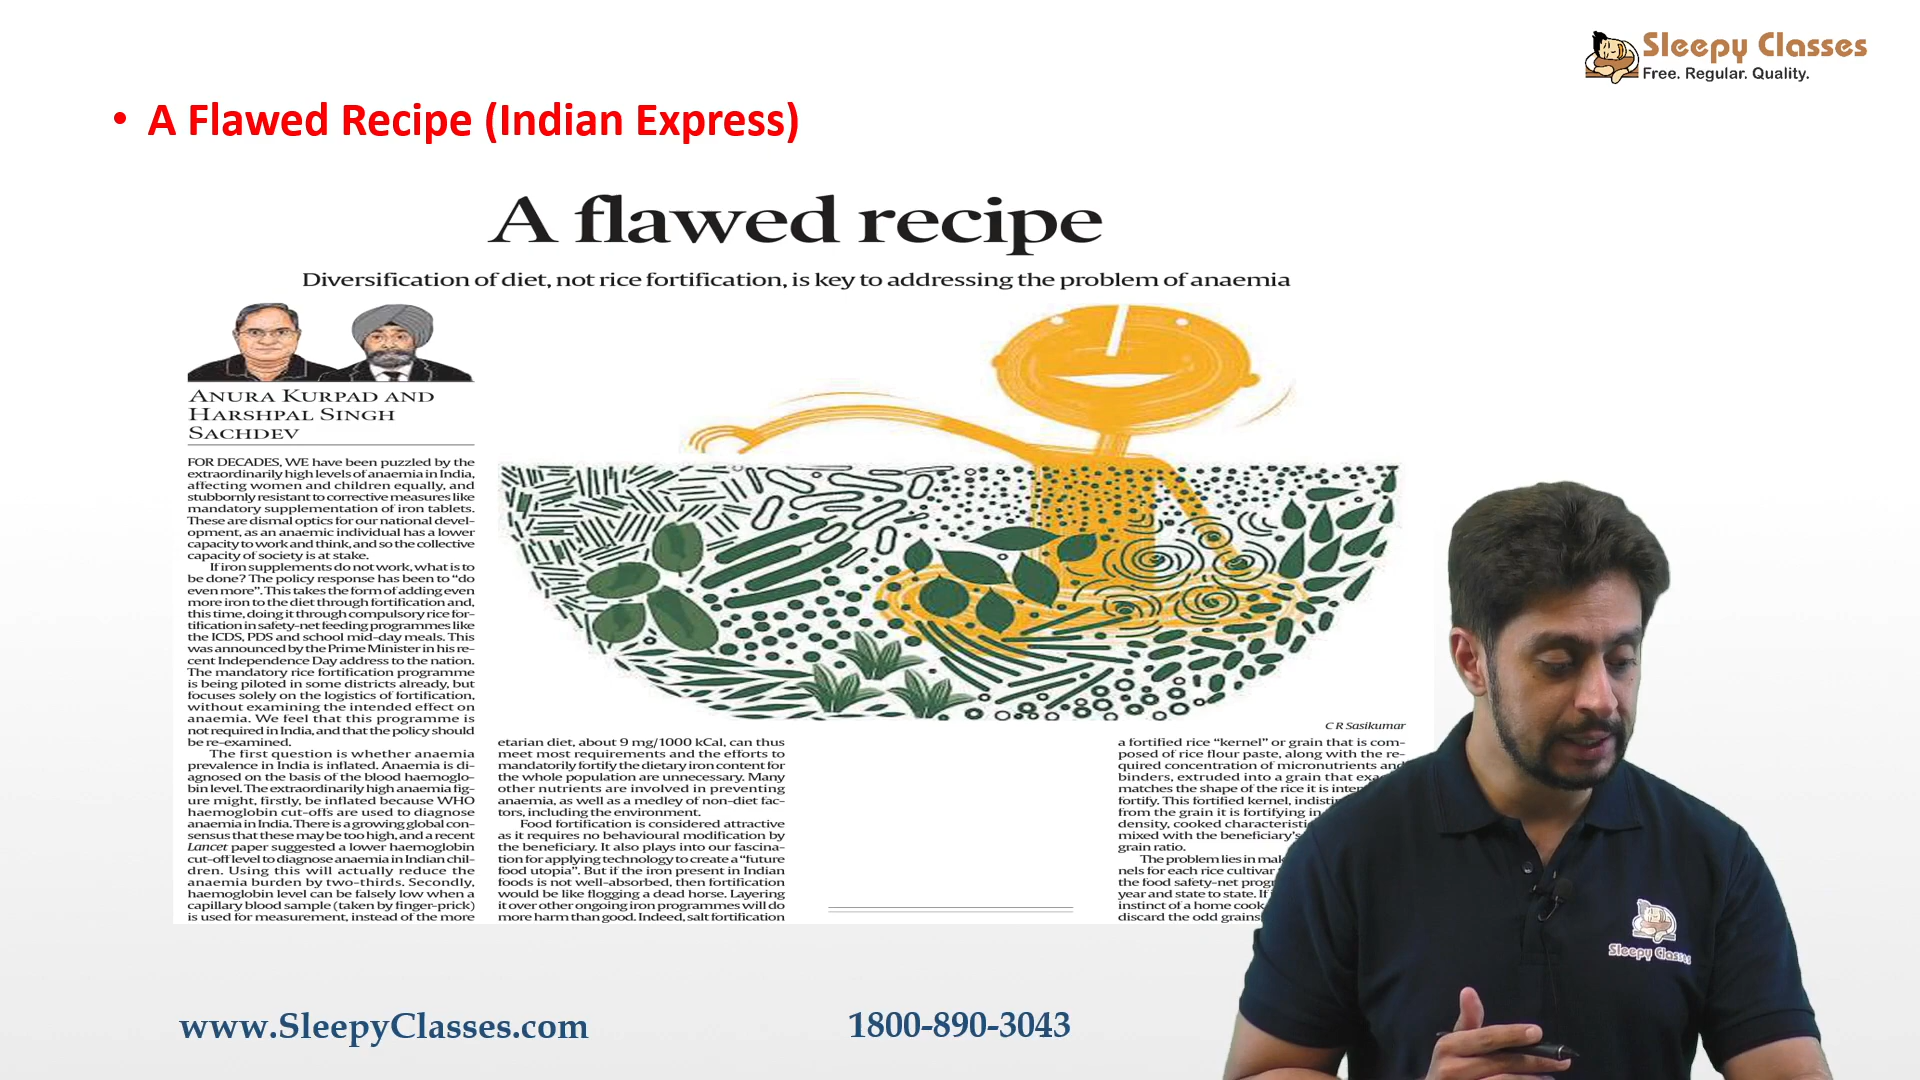 Sleepy Classes
Free. Regular. Quality.
• A Flawed Recipe (Indian Express)
A flawed recipe
Diversification of diet, not rice fortification, is key to addressing the problem of anaemia
ANURA KURPAD AND
HARSHPAL SINGH
SACHDEV
FOR DECADES, WE have been puzzled by the
extraordinarily high levels of anaemia in India,
affecting women and children equally, and
stubbornly resistant to corrective measures like
mandatory supplementation of iron tablets.
These are dismal optics for our national devel-
opment, as an anaemic individual has a lower
capacity to work and think, and so the collective
capacity of society is at stake.
If iron supplements do not work, what is to
be done? The policy response has been to “do
even more”. This takes the form of adding even
more iron to the diet through fortification and,
this time, doing it through compulsory rice for-
tification in safety-net feeding programmes like
the ICDS, PDS and school mid-day meals. This
was announced by the Prime Minister in his re-
cent Independence Day address to the nation.
The mandatory rice fortification programme
is being piloted in some districts already, but
focuses solely on the logistics of fortification,
without examining the intended effect on
anaemia. We feel that this programme is
not required in India, and that the policy should
be re-examined.
The first question is whether anaemia
prevalence in India is inflated. Anaemia is di-
agnosed on the basis of the blood haemoglo-
bin level. The extraordinarily high anaemia fig-
ure might, firstly, be inflated because WHO
haemoglobin cut-offs are used to diagnose
anaemia in India. There is a growing global con-
sensus that these may be too high, and a recent
Lancet paper suggested a lower haemoglobin
cut-off level to diagnose anaemia in Indian chil-
dren. Using this will actually reduce the
anaemia burden by two-thirds. Secondly,
haemoglobin level can be falsely low when a
capillary blood sample (taken by finger-prick)
is used for measurement, instead of the more
C R Sasikumar
etarian diet, about 9 mg/1000 kCal, can thus
meet most requirements and the efforts to
mandatorily fortify the dietary iron content for
the whole population are unnecessary. Many
other nutrients are involved in preventing
anaemia, as well as a medley of non-diet fac-
tors, including the environment.
Food fortification is considered attractive
as it requires no behavioural modification by
the beneficiary. It also plays into our fascina-
tion for applying technology to create a “future
food utopia”. But if the iron present in Indian
foods is not well-absorbed, then fortification
would be like flogging a dead horse. Layering
it over other ongoing iron programmes will do
more harm than good. Indeed, salt fortification
a fortified rice “kernel” or grain that is com-
posed of rice flour paste, along with the re-
quired concentration of micronutrients and
binders, extruded into a grain that
matches the shape of the rice it is
fortify. This fortified kernel,
from the grain it is fortifying in
density, cooked
mixed with the beneficiary's
grain ratio.
The problem lies in
nels for each rice cultivar
the food safety-net
year and state to state. If
instinct of a home cook
discard the odd grains
Sleepy Classes
www.SleepyClasses.com
1800-890-3043